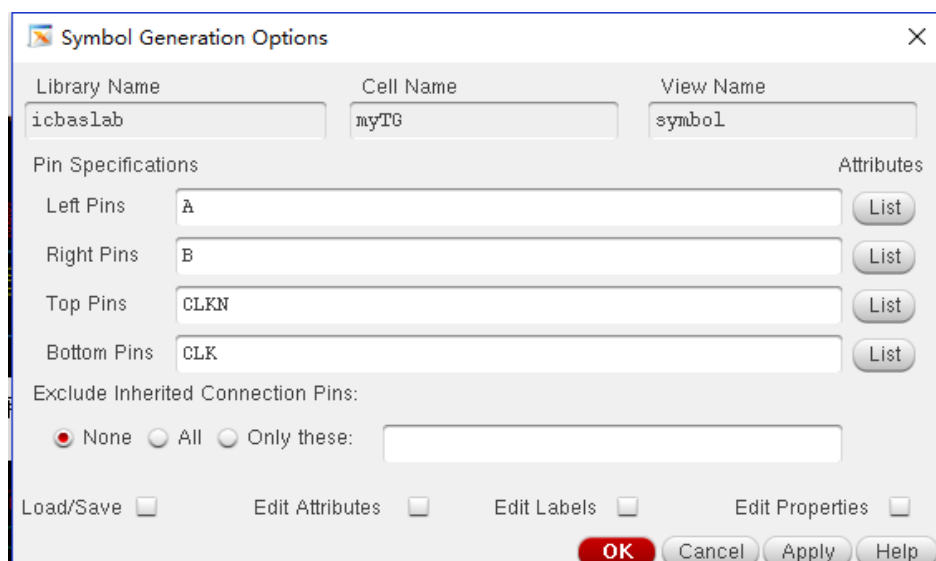 Symbol Generation Options
Library Name Cell Name View Name
icbaslab myTG symbol
Pin Specifications Attributes
Left Pins A List
Right Pins B List
Top Pins CLKN List
Bottom Pins CLK List
Exclude Inherited Connection Pins:
None All Only these:
Load/Save Edit Attributes Edit Labels Edit Properties
OK Cancel Apply Help